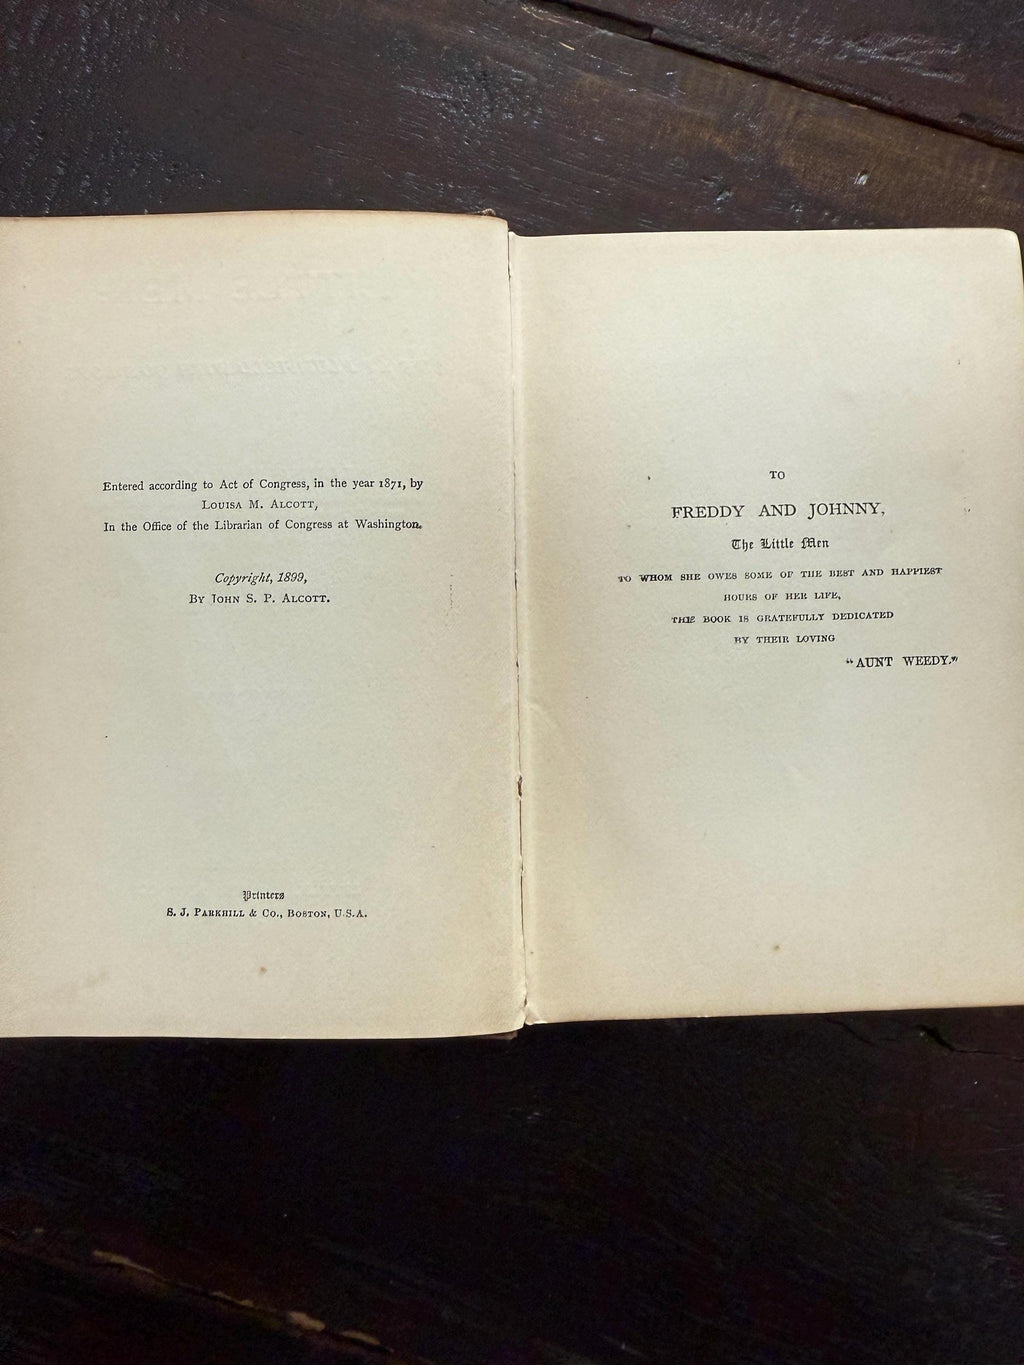 Entered according to Act of Congress, in the year 1871, by
LOUISA M. ALCOTT,
In the Office of the Librarian of Congress at Washington.
Copyright, 1899,
BY JOHN S. P. ALCOTT.
Printers
S. J. PARKHILL & CO., BOSTON, U.S.A.
TO
FREDDY AND JOHNNY,
The Little Men
TO WHOM SHE OWES SOME OF THE BEST AND HAPPIEST
HOURS OF HER LIFE,
THIS BOOK IS GRATEFULLY DEDICATED
BY THEIR LOVING
"AUNT WEEDY."